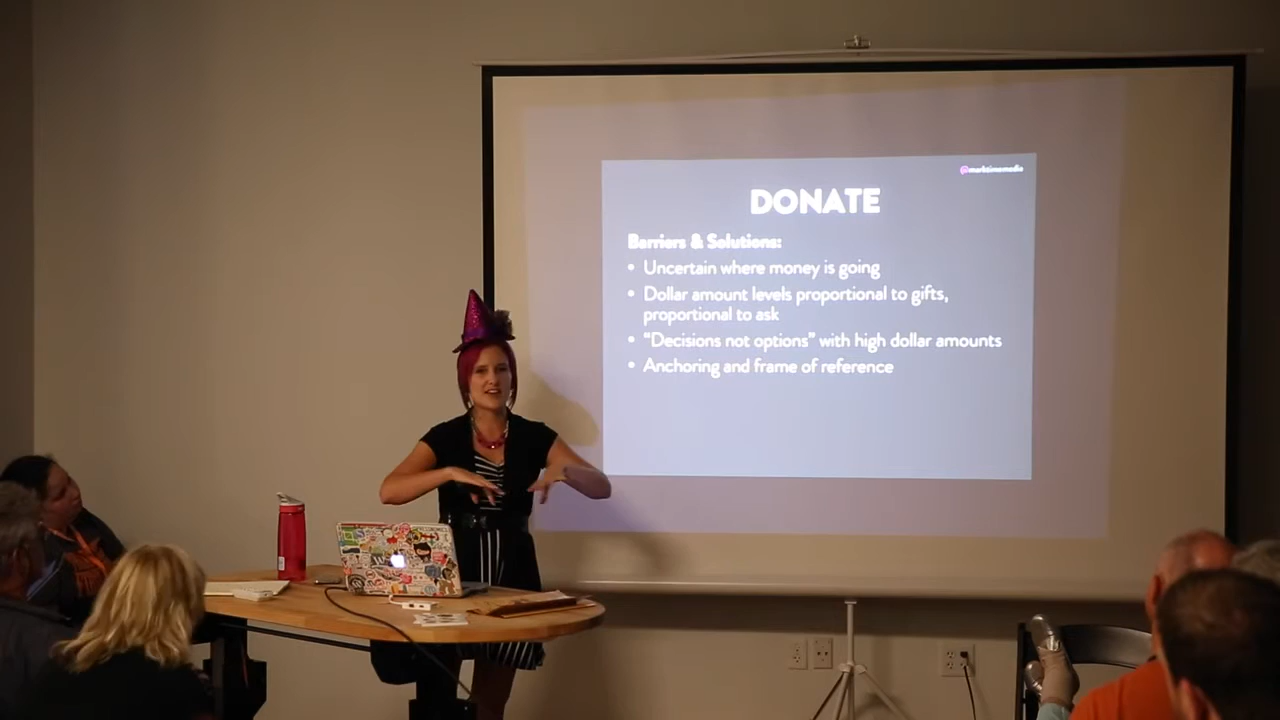 DONATE
Barriers & Solutions:
• Uncertain where money is going
• Dollar amount levels proportional to gifts,
proportional to ask
• "Decisions not options" with high dollar amounts
• Anchoring and frame of reference